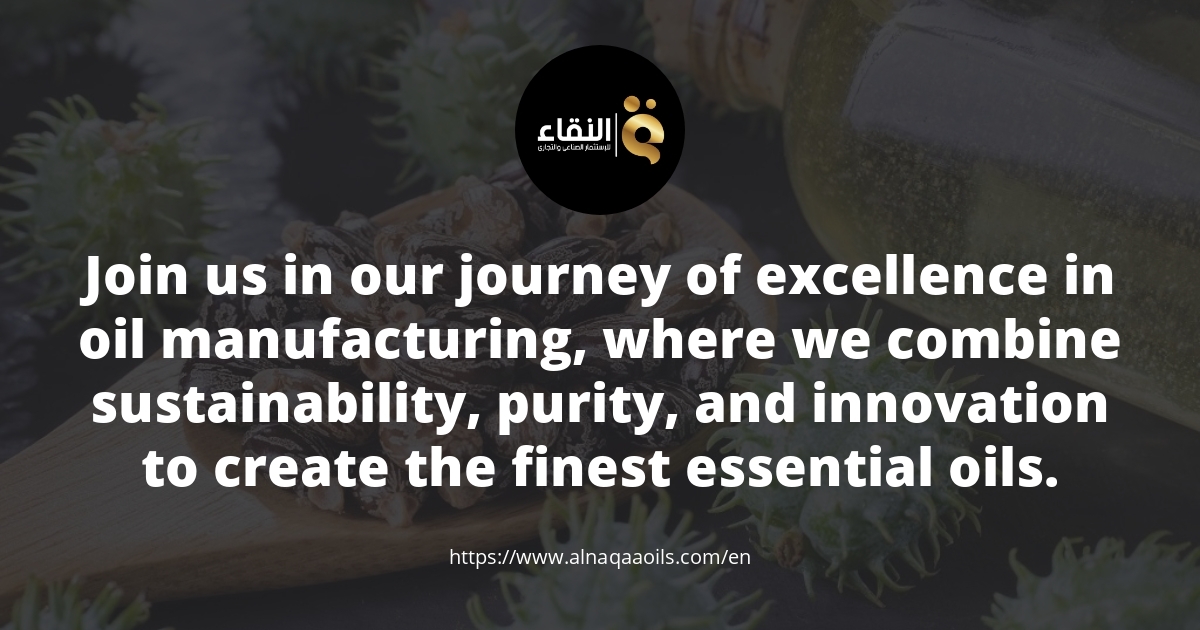 النقاء
للإستثمار الصناعي والتجاري
Join us in our journey of excellence in
oil manufacturing, where we combine
sustainability, purity, and innovation
to create the finest essential oils.
https://www.alnaqaaoils.com/en